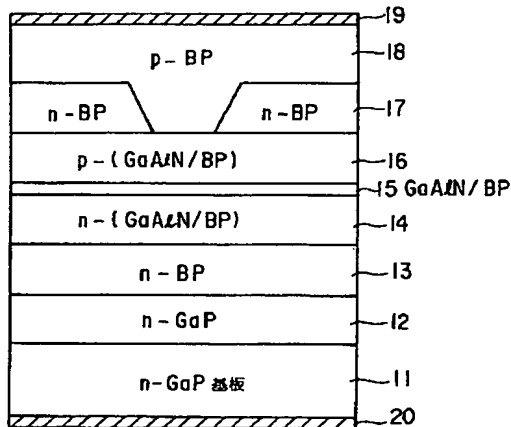 19
p-BP 18
n-BP n-BP 17
p-(GaAℓN/BP) 16
15 GaAℓN/BP
n-(GaAℓN/BP) 14
n-BP 13
n-GaP 12
n-GaP 基板 11
20